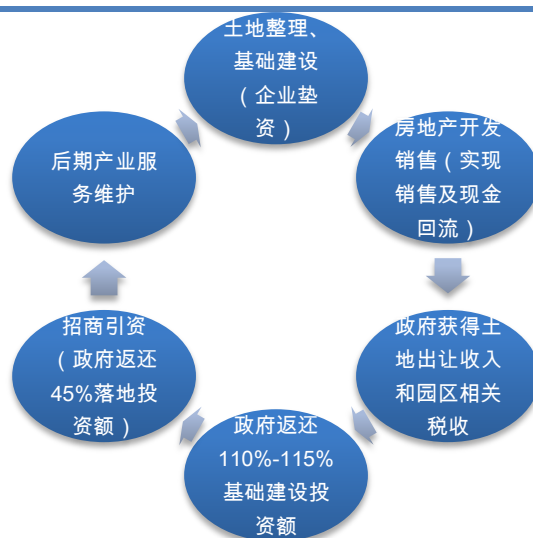 土地整理、
基础建设
（企业垫
资）
房地产开发
销售（实现
销售及现金
回流）
政府获得土
地出让收入
和园区相关
税收
政府返还
110%-115%
基础建设投
资额
招商引资
（政府返还
45%落地投
资额）
后期产业服
务维护